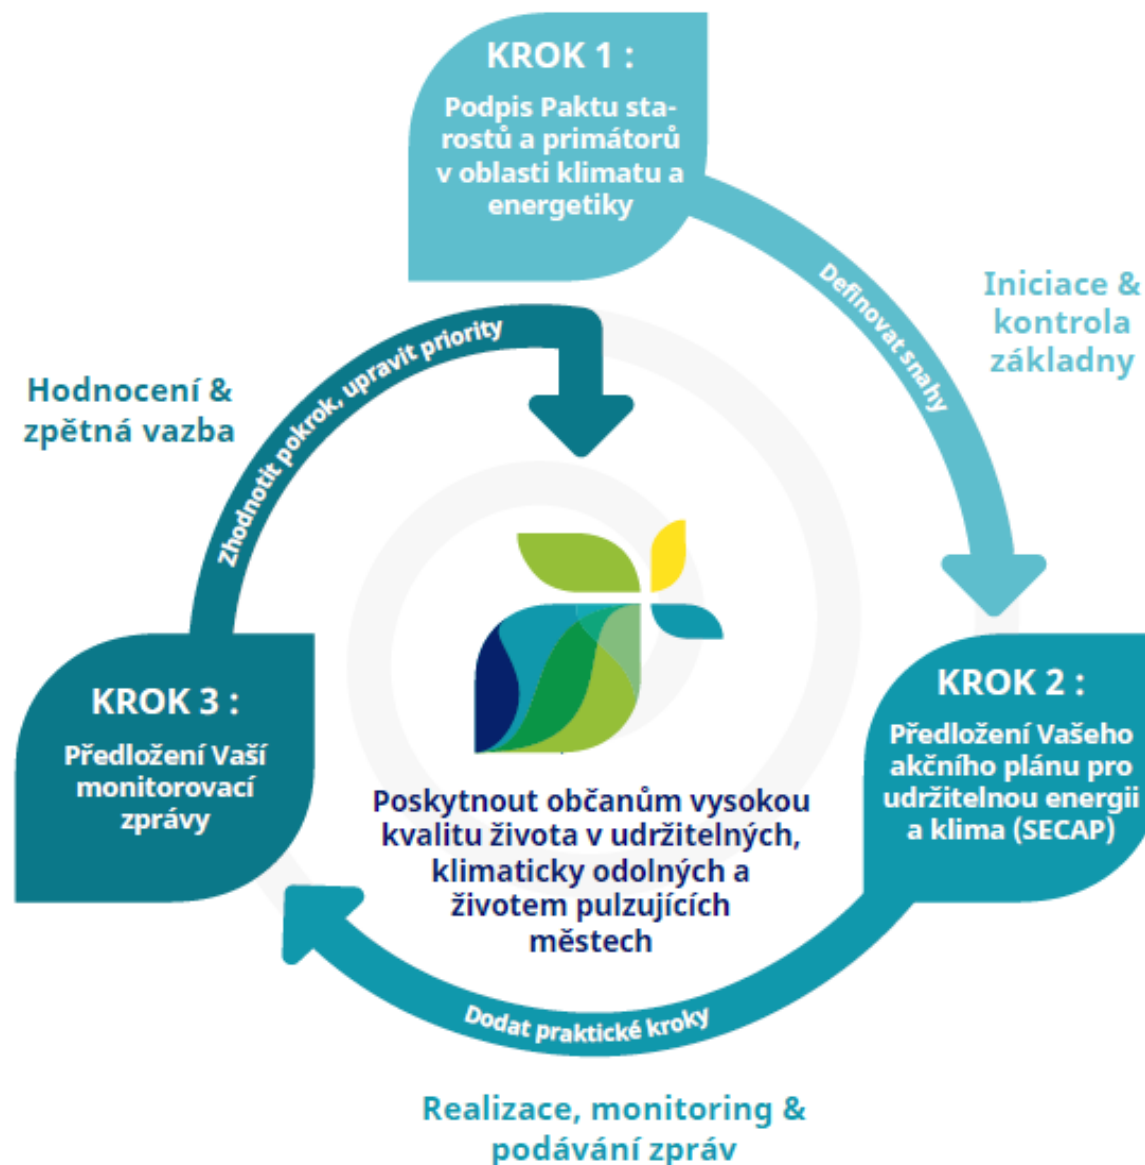 KROK 1 :
Podpis Paktu sta-
rostů a primátorů
v oblasti klimatu a
energetiky
Definovat snahy
Iniciace &
kontrola
základny
KROK 2 :
Předložení Vašeho
akčního plánu pro
udržitelnou energii
a klima (SECAP)
Dodat praktické kroky
Realizace, monitoring &
podávání zpráv
KROK 3 :
Předložení Vaší
monitorovací
zprávy
zhodnotit pokrok, upravit priority
Hodnocení &
zpětná vazba
Poskytnout občanům vysokou
kvalitu života v udržitelných,
klimaticky odolných a
životem pulzujících
městech